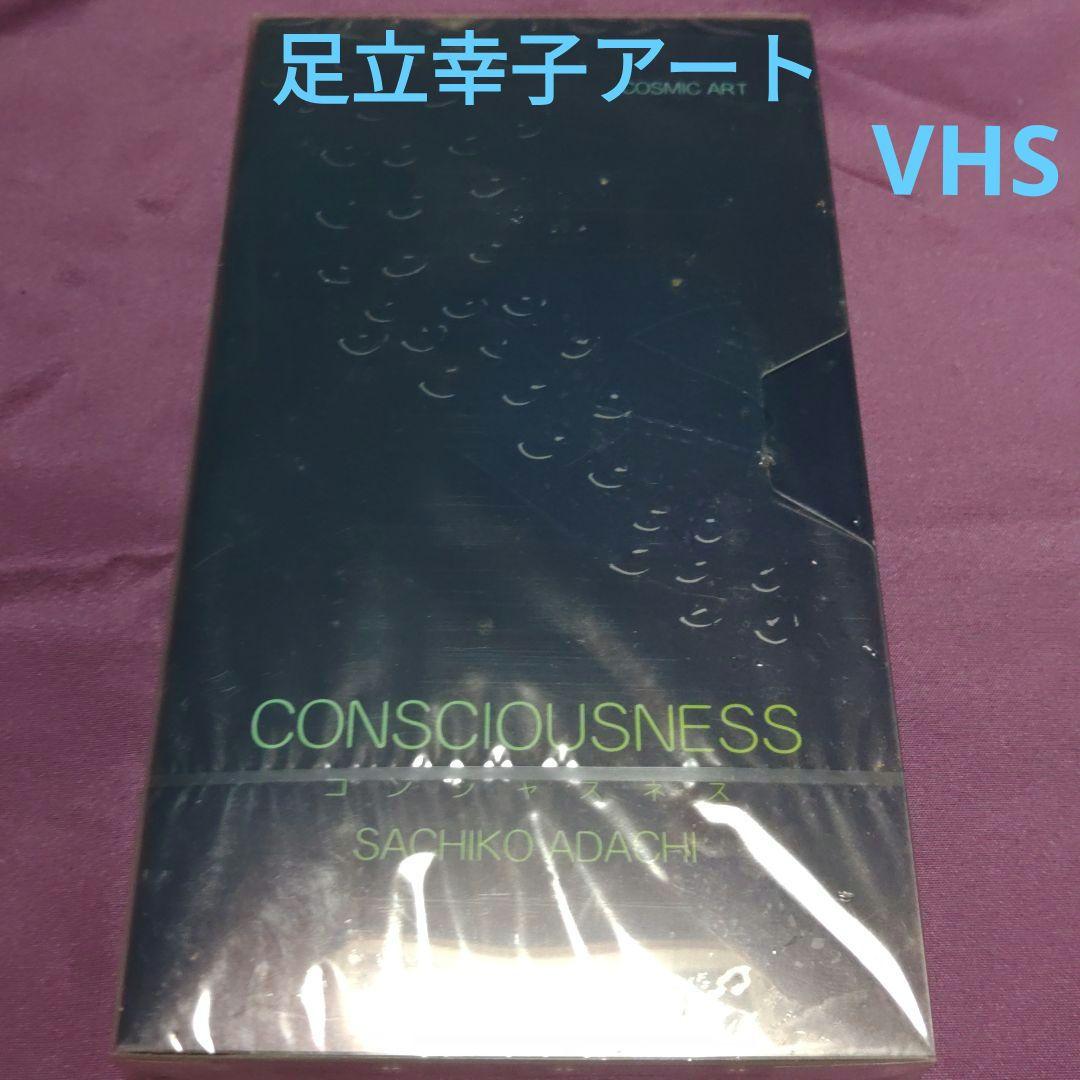 足立幸子アート
COSMIC ART
VHS
CONSCIOUSNESS
コンシャスネス
SACHIKO ADACHI